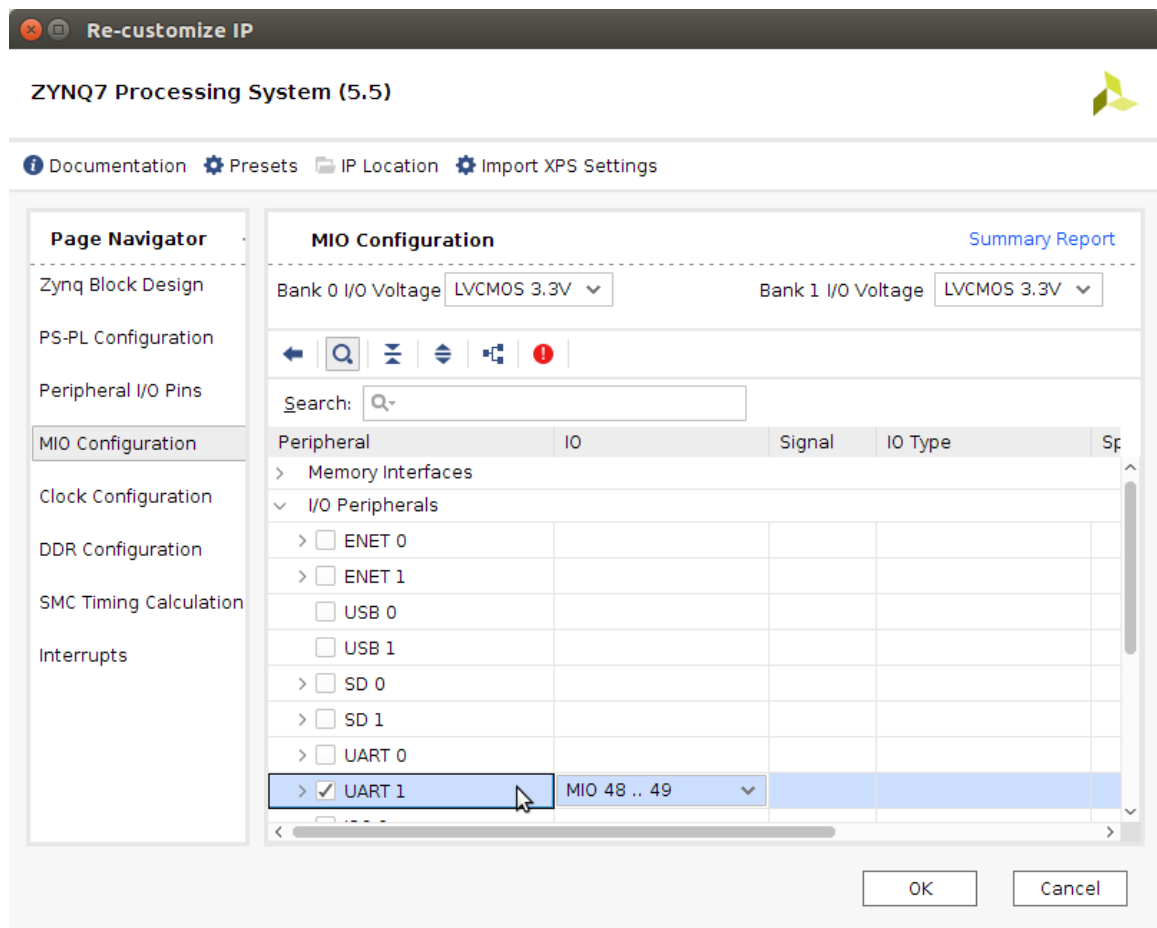 Re-customize IP
ZYNQ7 Processing System (5.5)
Documentation Presets IP Location Import XPS Settings
Page Navigator
Zynq Block Design
PS-PL Configuration
Peripheral I/O Pins
MIO Configuration
Clock Configuration
DDR Configuration
SMC Timing Calculation
Interrupts
MIO Configuration Summary Report
Bank 0 I/O Voltage LVCMOS 3.3V Bank 1 I/O Voltage LVCMOS 3.3V
Search:
Peripheral IO Signal IO Type Sp
Memory Interfaces
I/O Peripherals
ENET 0
ENET 1
USB 0
USB 1
SD 0
SD 1
UART 0
UART 1 MIO 48 .. 49
OK Cancel